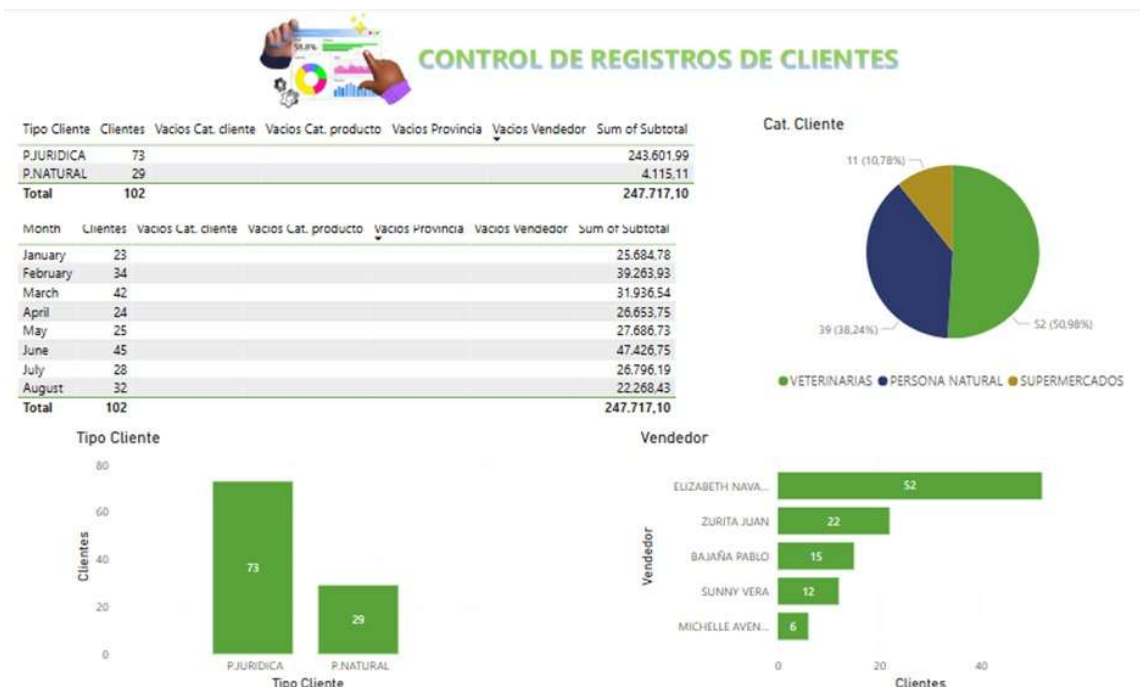 58.8%
CONTROL DE REGISTROS DE CLIENTES
Tipo Cliente Clientes Vacios Cat. cliente Vacios Cat. producto Vacios Provincia Vacios Vendedor Sum of Subtotal
P.JURIDICA 73 243.601,99
P.NATURAL 29 4.115,11
Total 102 247.717,10
Month Clientes Vacios Cat. cliente Vacios Cat. producto Vacios Provincia Vacios Vendedor Sum of Subtotal
January 23 25.684,78
February 34 39.263,93
March 42 31.936,54
April 24 26.653,75
May 25 27.686,73
June 45 47.426,75
July 28 26.796,19
August 32 22.268,43
Total 102 247.717,10
Cat. Cliente
11 (10,78%)
39 (38,24%)
52 (50,98%)
VETERINARIAS PERSONA NATURAL SUPERMERCADOS
Tipo Cliente
80
60
40
20
0
Clientes
73
29
P.JURIDICA P.NATURAL
Tipo Cliente
Vendedor
Vendedor
ELIZABETH NAVA... 52
ZURITA JUAN 22
BAJAÑA PABLO 15
SUNNY VERA 12
MICHELLE AVEN... 6
0 20 40
Clientes